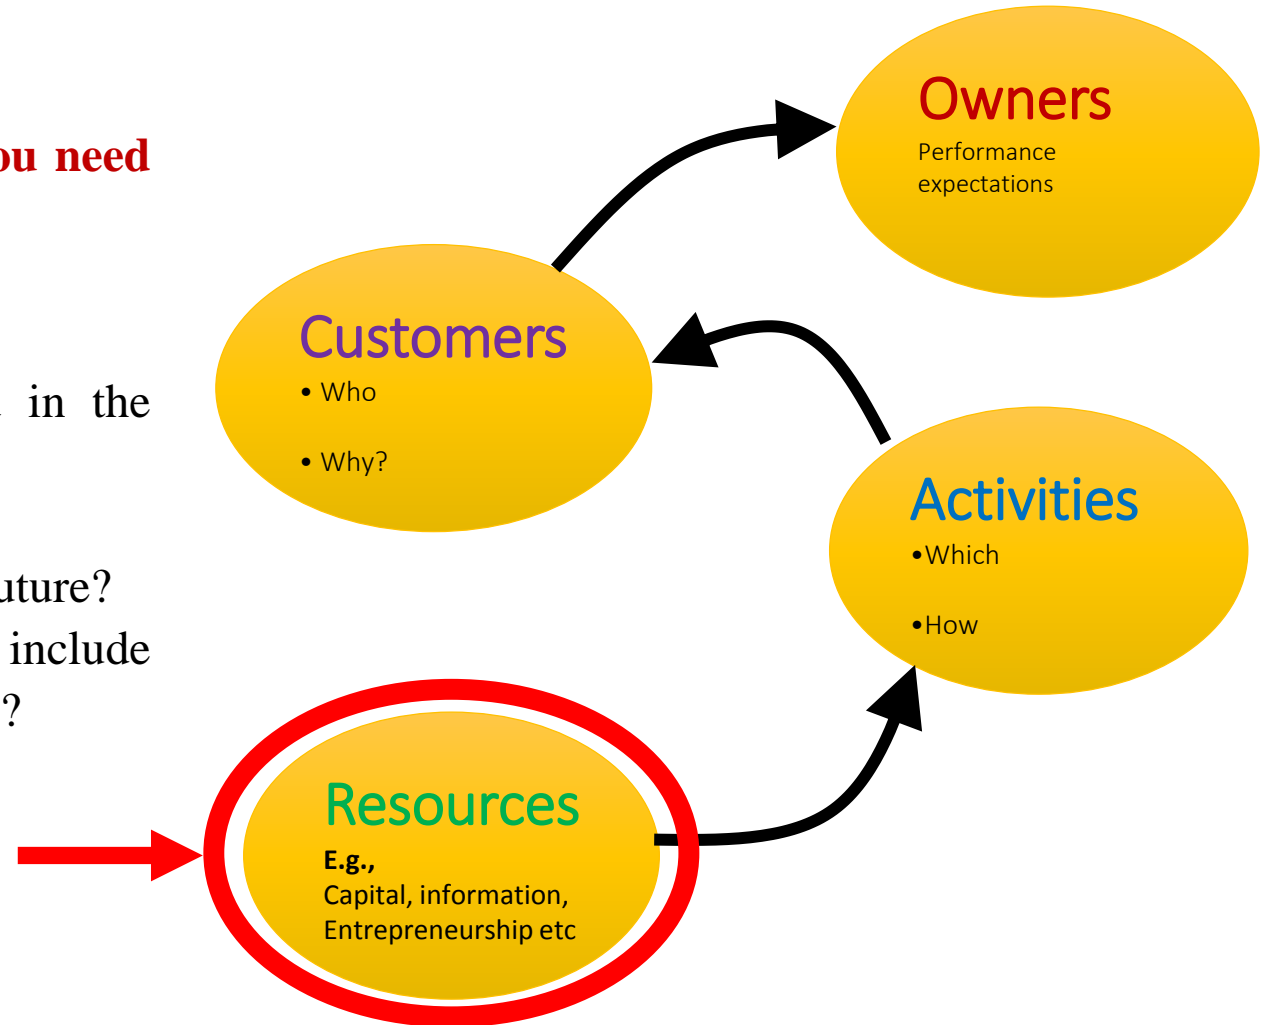 ou need
in the
uture?
include
?
Owners
Performance
expectations
Customers
• Who
• Why?
Activities
•Which
•How
Resources
E.g.,
Capital, information,
Entrepreneurship etc